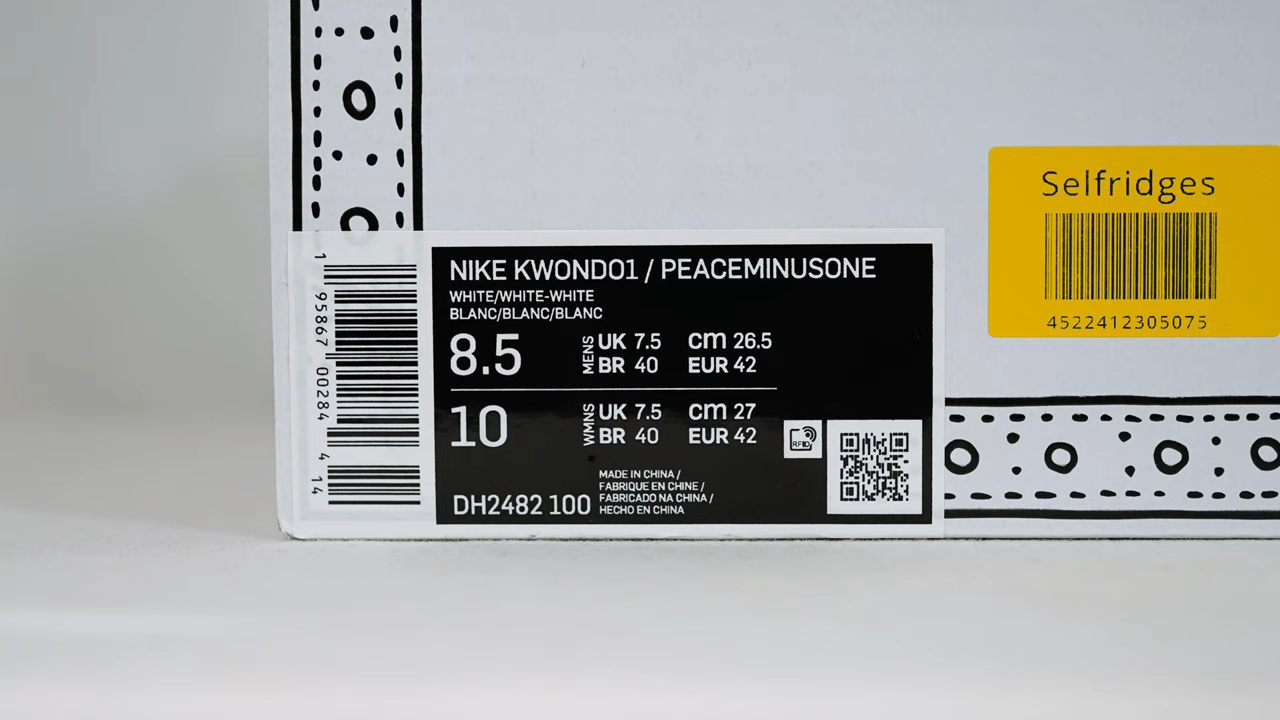 NIKE KWONDO1 / PEACEMINUSONE
WHITE/WHITE-WHITE
BLANC/BLANC/BLANC
8.5
MENS
UK 7.5
cm 26.5
BR 40
EUR 42
10
WMNS
UK 7.5
cm 27
BR 40
EUR 42
RFID
MADE IN CHINA /
FABRIQUE EN CHINE /
FABRICADO NA CHINA /
HECHO EN CHINA
DH2482 100
1 95867 00284 4 14
Selfridges
4522412305075